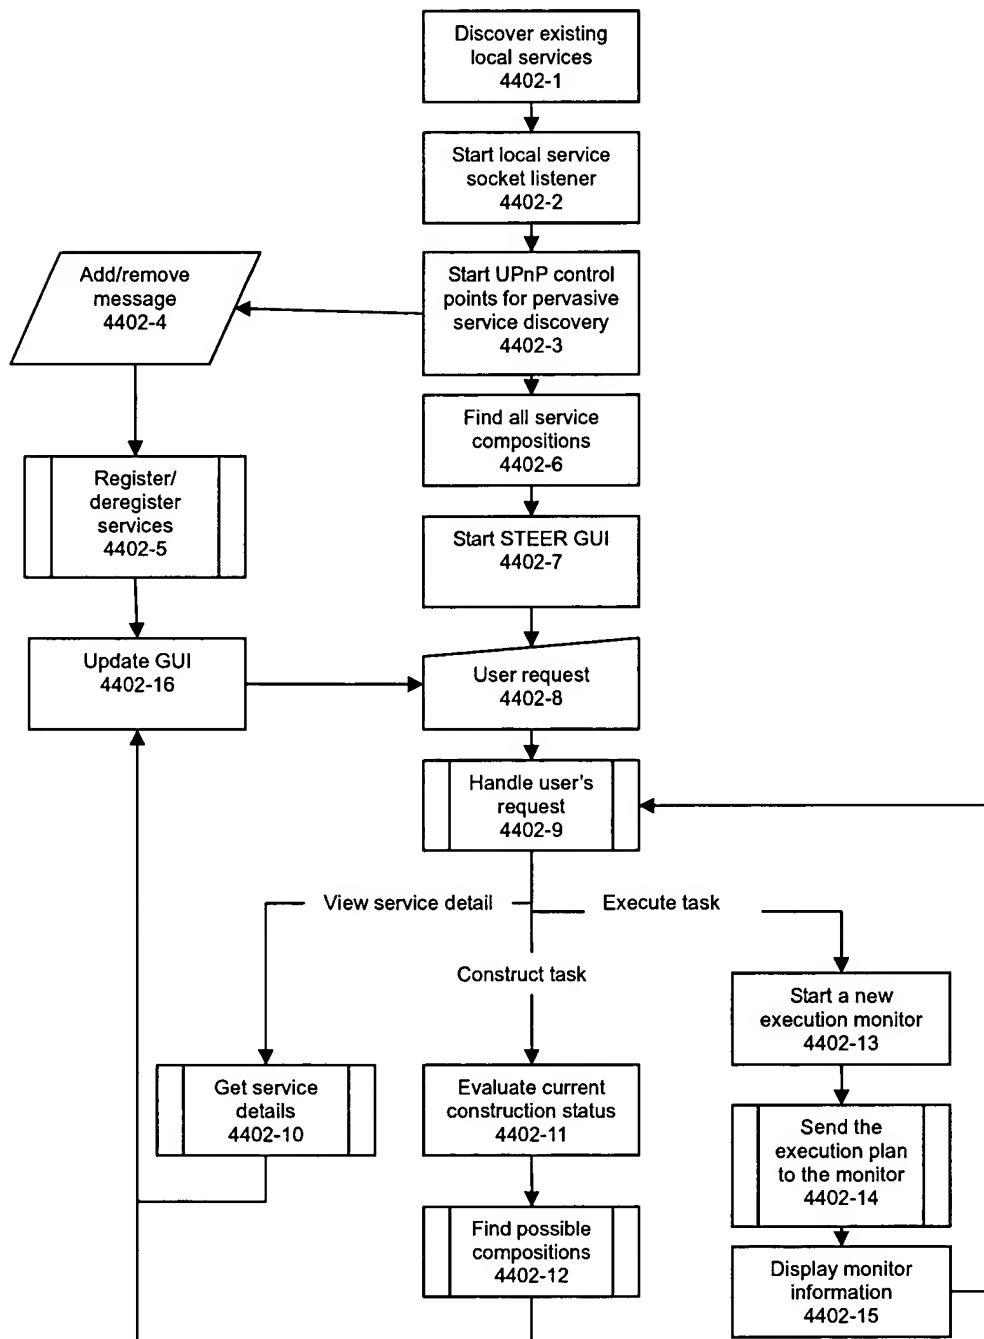 Discover existing
local services
4402-1
Start local service
socket listener
4402-2
Add/remove
message
4402-4
Start UPnP control
points for pervasive
service discovery
4402-3
Find all service
compositions
4402-6
Register/
deregister
services
4402-5
Start STEER GUI
4402-7
Update GUI
4402-16
User request
4402-8
Handle user's
request
4402-9
View service detail
Execute task
Construct task
Start a new
execution monitor
4402-13
Get service
details
4402-10
Evaluate current
construction status
4402-11
Send the
execution plan
to the monitor
4402-14
Find possible
compositions
4402-12
Display monitor
information
4402-15